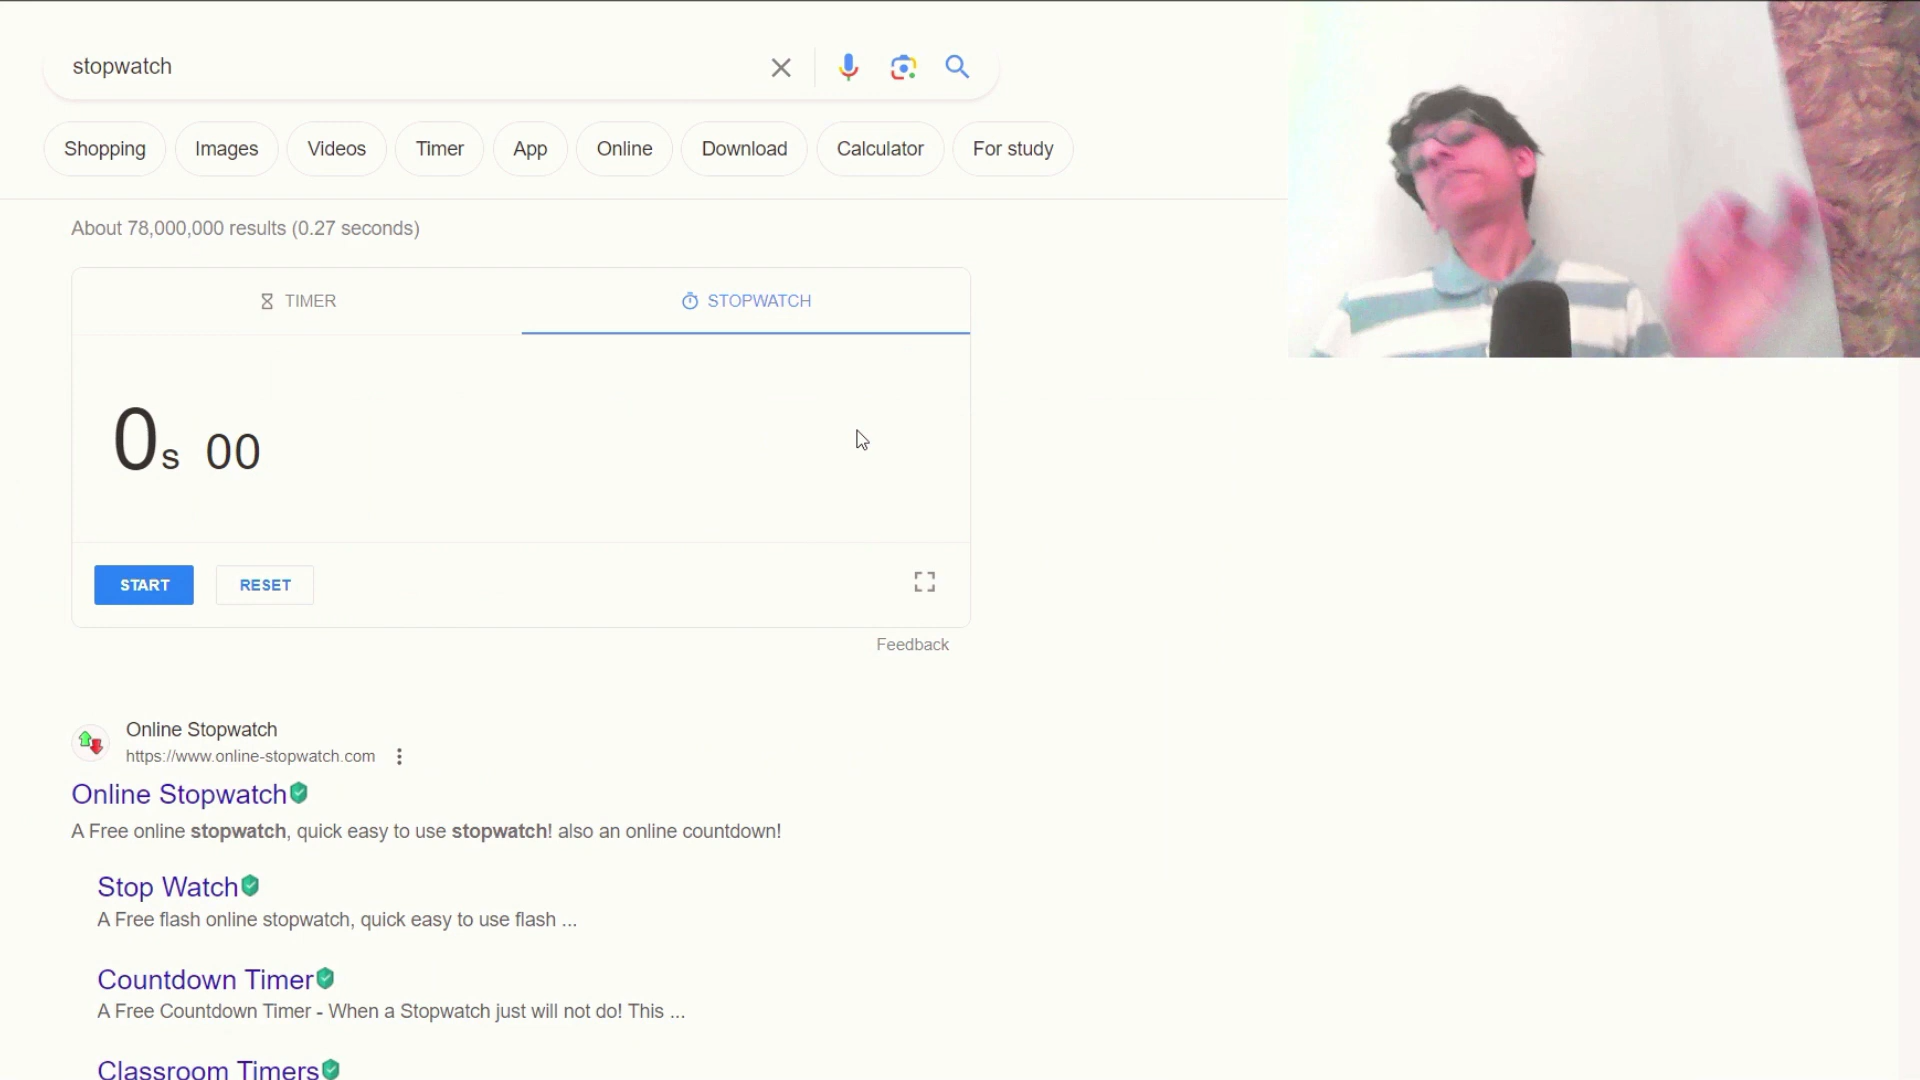 stopwatch
Shopping
Images
Videos
Timer
App
Online
Download
Calculator
For study
About 78,000,000 results (0.27 seconds)
TIMER
STOPWATCH
0s 00
START
RESET
Feedback
Online Stopwatch
https://www.online-stopwatch.com
Online Stopwatch
A Free online stopwatch, quick easy to use stopwatch! also an online countdown!
Stop Watch
A Free flash online stopwatch, quick easy to use flash ...
Countdown Timer
A Free Countdown Timer - When a Stopwatch just will not do! This ...
Classroom Timers